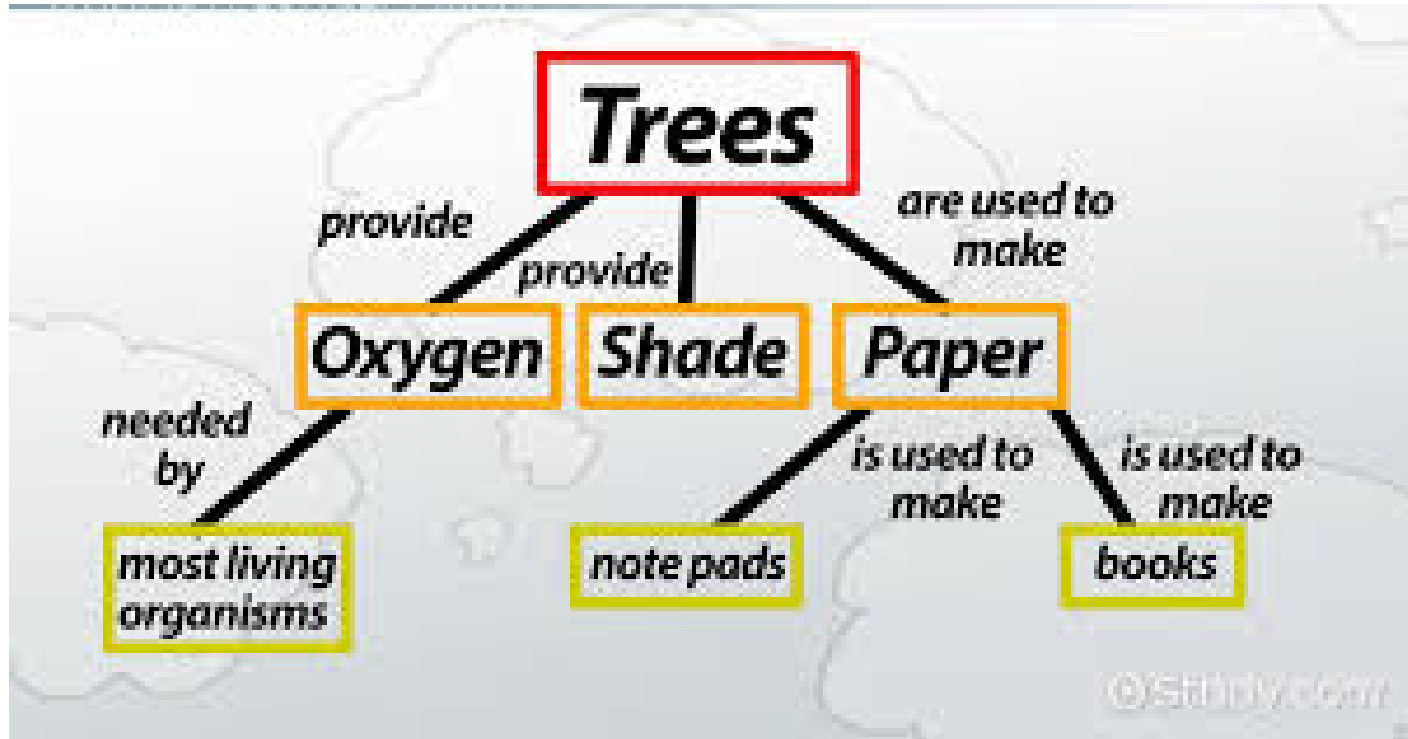 Trees
provide
are used to
make
provide
Oxygen
Shade
Paper
needed
by
is used to
make
is used to
make
most living
organisms
note pads
books